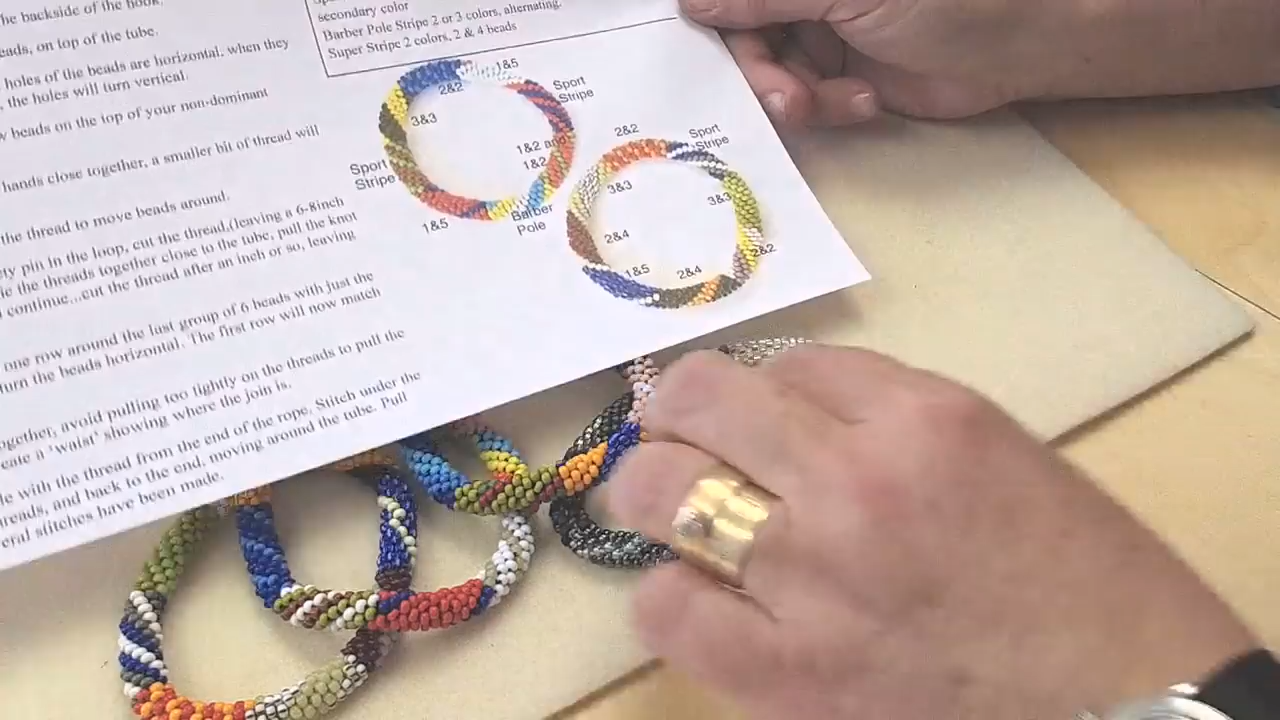 the backside of the hook.
eads, on top of the tube.
holes of the beads are horizontal, when they
, the holes will turn vertical.
beads on the top of your non-dominant
hands close together, a smaller bit of thread will
the thread to move beads around.
ty pin in the loop, cut the thread,(leaving a 6-8inch
ie the threads together close to the tube, pull the knot
continue...cut the thread after an inch or so, leaving
one row around the last group of 6 beads with just the
turn the beads horizontal. The first row will now match
ogether, avoid pulling too tightly on the threads to pull the
eate a 'waist' showing where the join is.
le with the thread from the end of the rope. Stitch under the
hreads, and back to the end, moving around the tube. Pull
eral stitches have been made.
secondary color
Barber Pole Stripe 2 or 3 colors, alternating.
Super Stripe 2 colors, 2 & 4 beads
1&5
Sport
Stripe
2&2
3&3
1&2 and
1&2
Sport
Stripe
1&5
Barber
Pole
2&2
Sport
Stripe
3&3
3&3
2&4
2&2
1&5
2&4